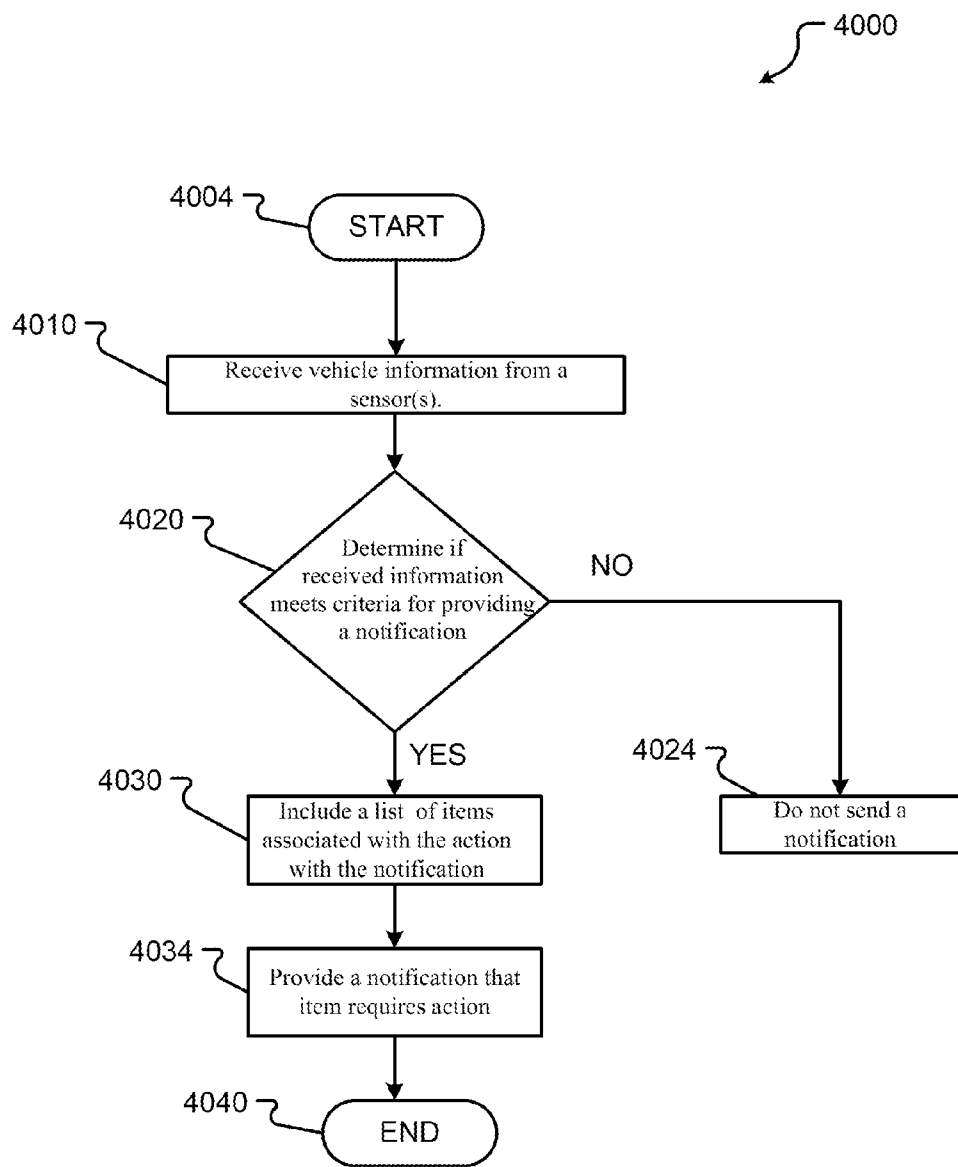 4000
4004
START
4010
Receive vehicle information from a
sensor(s).
4020
Determine if
received information
meets criteria for providing
a notification
NO
YES
4024
Do not send a
notification
4030
Include a list of items
associated with the action
with the notification
4034
Provide a notification that
item requires action
4040
END